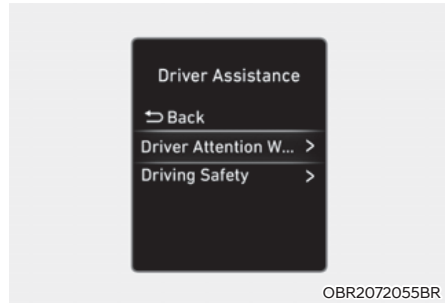 Driver Assistance
⮌ Back
Driver Attention W... >
Driving Safety >
OBR2072055BR